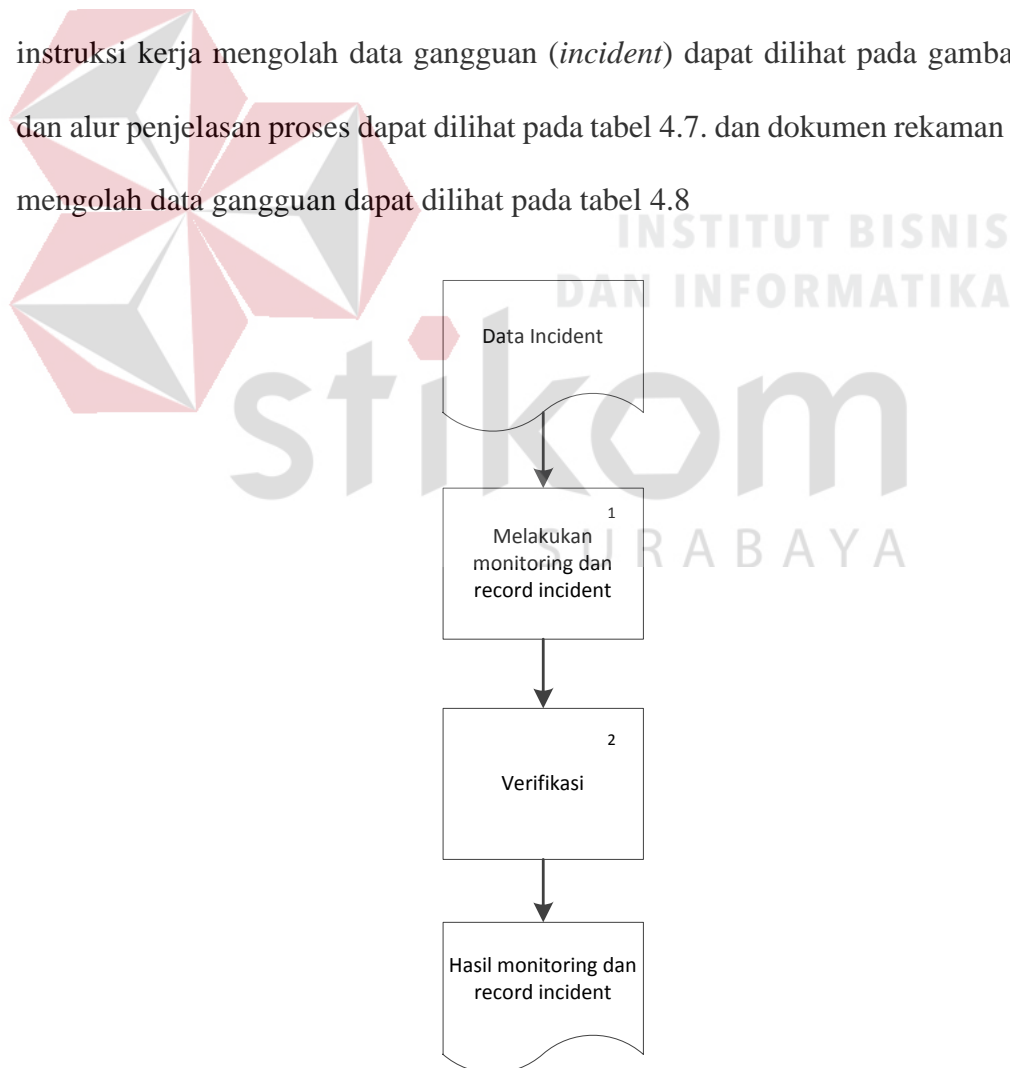 instruksi kerja mengolah data gangguan (incident) dapat dilihat pada gamba
dan alur penjelasan proses dapat dilihat pada tabel 4.7. dan dokumen rekaman
mengolah data gangguan dapat dilihat pada tabel 4.8
INSTITUT BISNIS
DAN INFORMATIKA
stikom
SURABAYA
Data Incident
1
Melakukan
monitoring dan
record incident
2
Verifikasi
Hasil monitoring dan
record incident